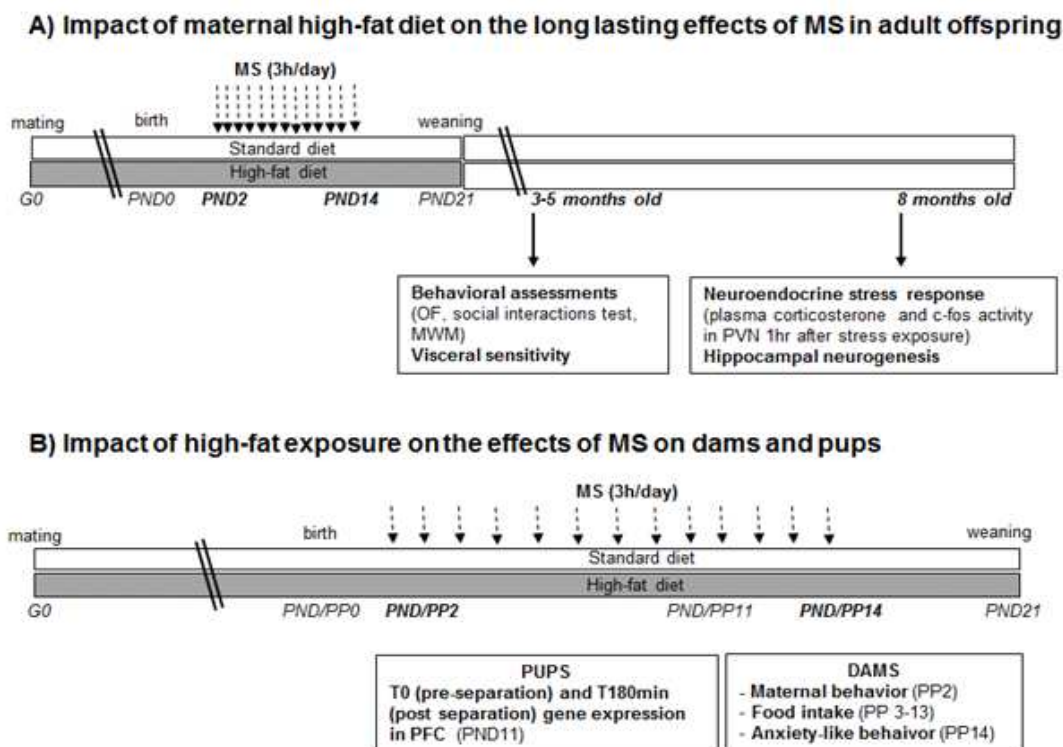 A) Impact of maternal high-fat diet on the long lasting effects of MS in adult offspring
MS (3h/day)
mating birth weaning
Standard diet
High-fat diet
G0 PND0 PND2 PND14 PND21 3-5 months old 8 months old
Behavioral assessments
(OF, social interactions test,
MWM)
Visceral sensitivity
Neuroendocrine stress response
(plasma corticosterone and c-fos activity
in PVN 1hr after stress exposure)
Hippocampal neurogenesis
B) Impact of high-fat exposure on the effects of MS on dams and pups
MS (3h/day)
mating birth weaning
Standard diet
High-fat diet
G0 PND/PP0 PND/PP2 PND/PP11 PND/PP14 PND21
PUPS
T0 (pre-separation) and T180min
(post separation) gene expression
in PFC (PND11)
DAMS
- Maternal behavior (PP2)
- Food intake (PP 3-13)
- Anxiety-like behaivor (PP14)